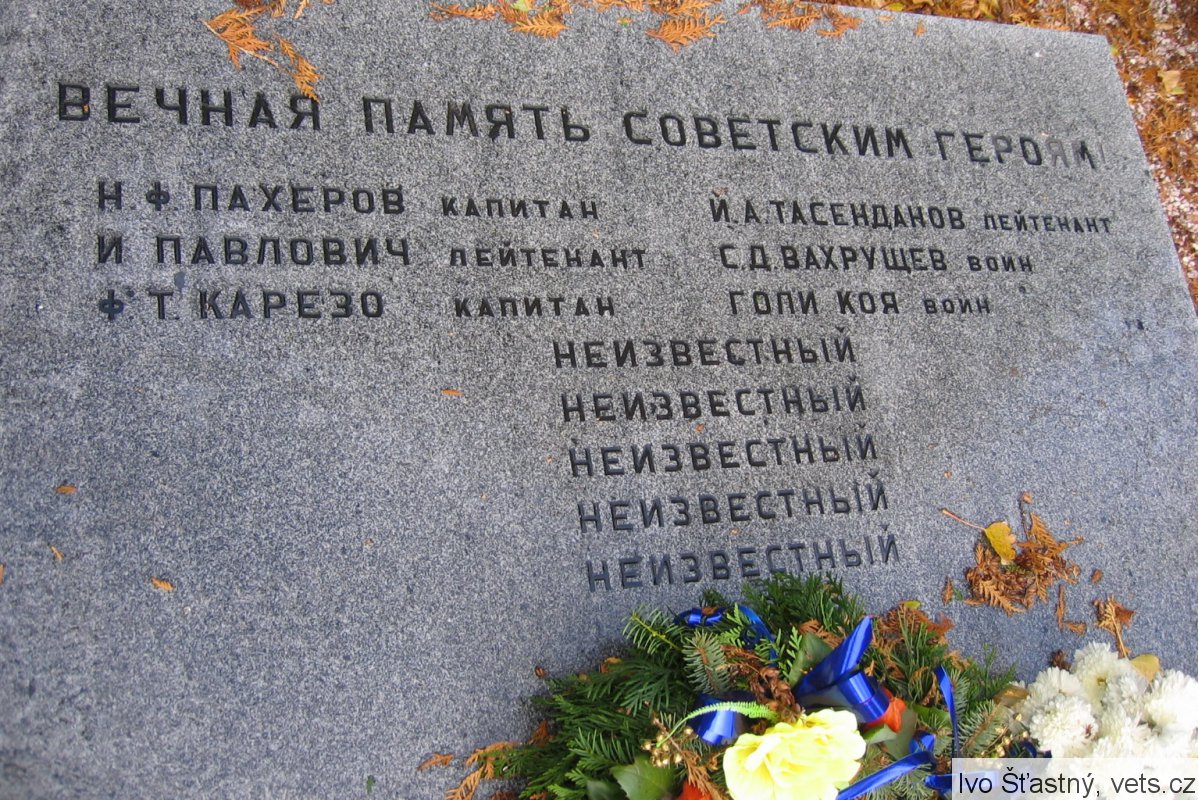 ВЕЧНАЯ ПАМЯТЬ СОВЕТСКИМ ГЕРОЯМ!
Н.Ф. ПАХЕРОВ КАПИТАН Й.А.ТАСЕНДАНОВ ЛЕЙТЕНАНТ
И ПАВЛОВИЧ ЛЕЙТЕНАНТ С.Д.ВАХРУЩЕВ ВОИН
Ф Т. КАРЕЗО КАПИТАН ГОЛИ КОЯ ВОИН
НЕИЗВЕСТНЫЙ
НЕИЗВЕСТНЫЙ
НЕИЗВЕСТНЫЙ
НЕИЗВЕСТНЫЙ
НЕИЗВЕСТНЫЙ
Ivo Šťastný, vets.cz